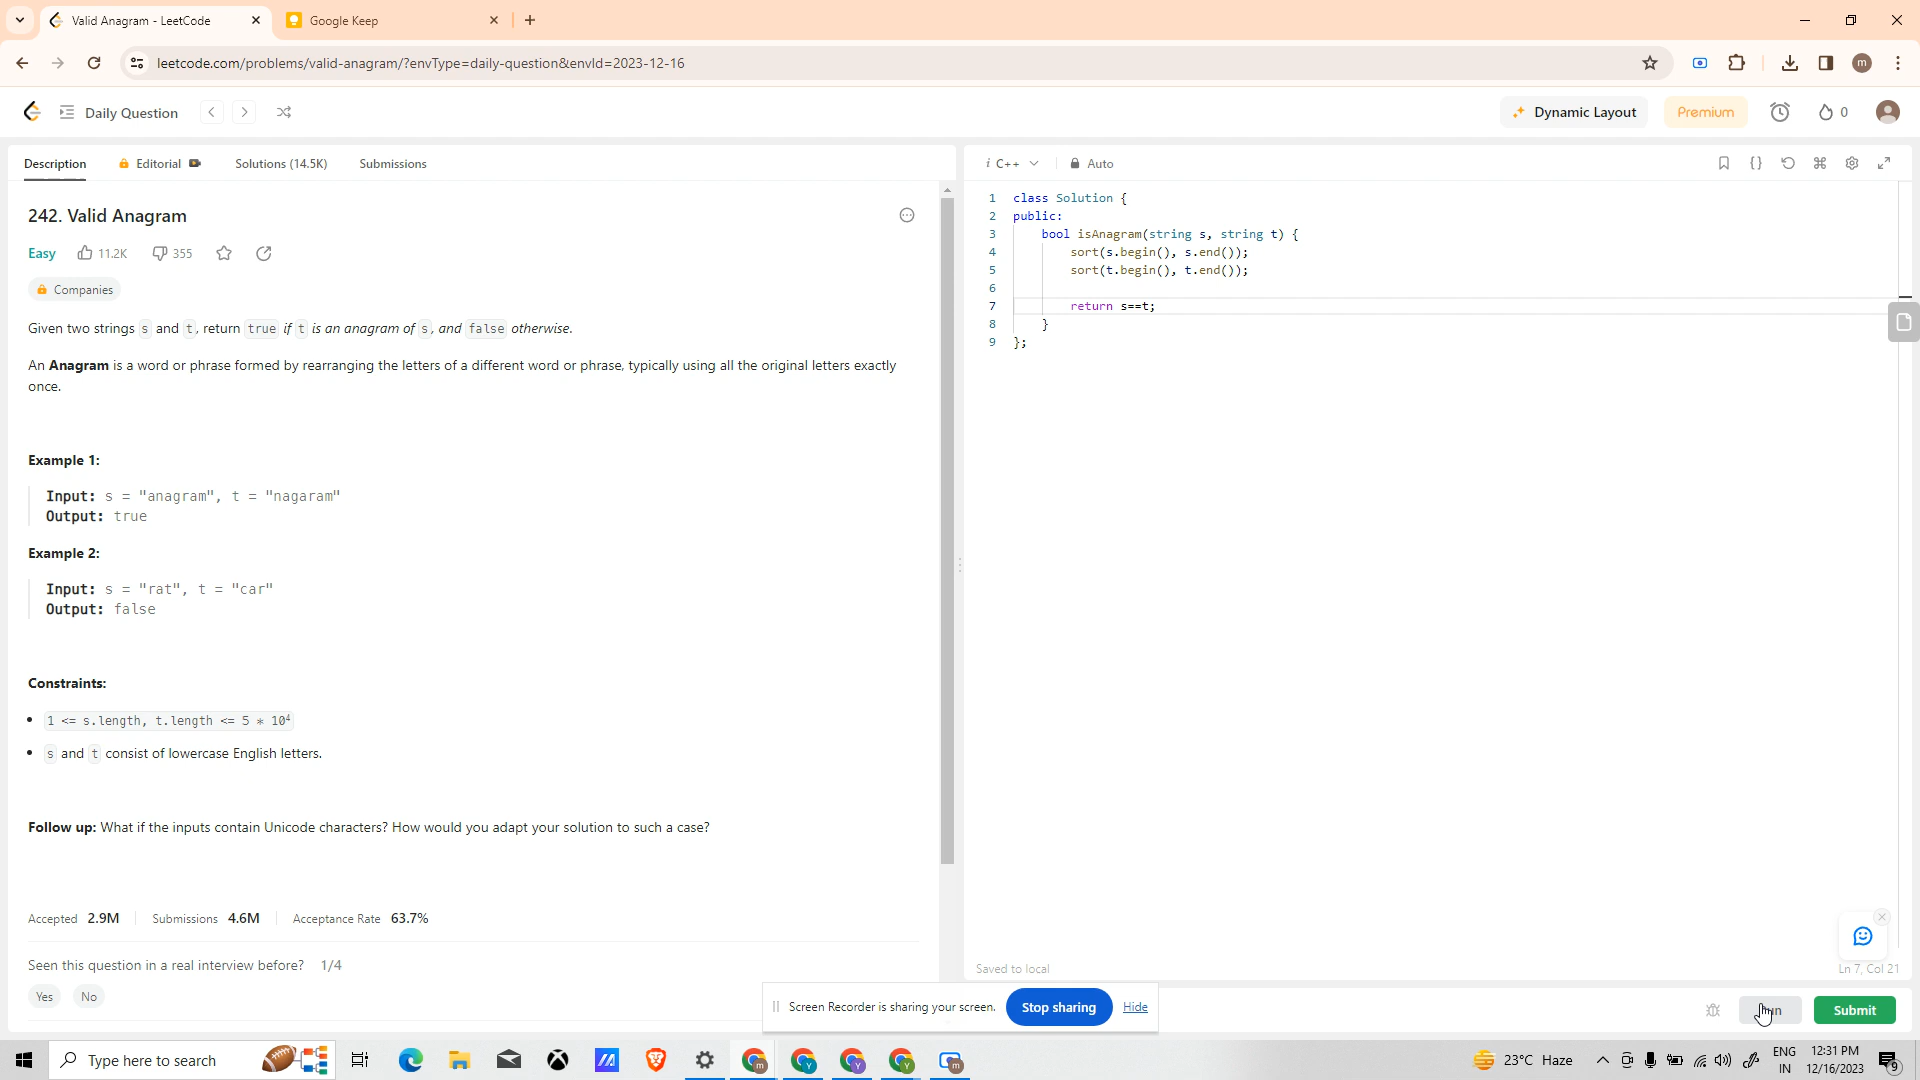 Valid Anagram - LeetCode
Google Keep
leetcode.com/problems/valid-anagram/?envType=daily-question&envId=2023-12-16
m
Daily Question
Dynamic Layout
Premium
0
Description
Editorial
Solutions (14.5K)
Submissions
i C++
Auto
242. Valid Anagram
Easy
11.2K
355
Companies
Given two strings s and t, return true if t is an anagram of s, and false otherwise.
An Anagram is a word or phrase formed by rearranging the letters of a different word or phrase, typically using all the original letters exactly
once.
Example 1:
Input: s = "anagram", t = "nagaram"
Output: true
Example 2:
Input: s = "rat", t = "car"
Output: false
Constraints:
1 <= s.length, t.length <= 5 * 10⁴
s and t consist of lowercase English letters.
Follow up: What if the inputs contain Unicode characters? How would you adapt your solution to such a case?
Accepted 2.9M
Submissions 4.6M
Acceptance Rate 63.7%
Seen this question in a real interview before? 1/4
Yes
No
1 class Solution {
2 public:
3 bool isAnagram(string s, string t) {
4 sort(s.begin(), s.end());
5 sort(t.begin(), t.end());
6
7 return s==t;
8 }
9 };
Saved to local
Ln 7, Col 21
Screen Recorder is sharing your screen.
Stop sharing
Hide
Submit
Type here to search
23°C Haze
ENG
IN
12:31 PM
12/16/2023
9